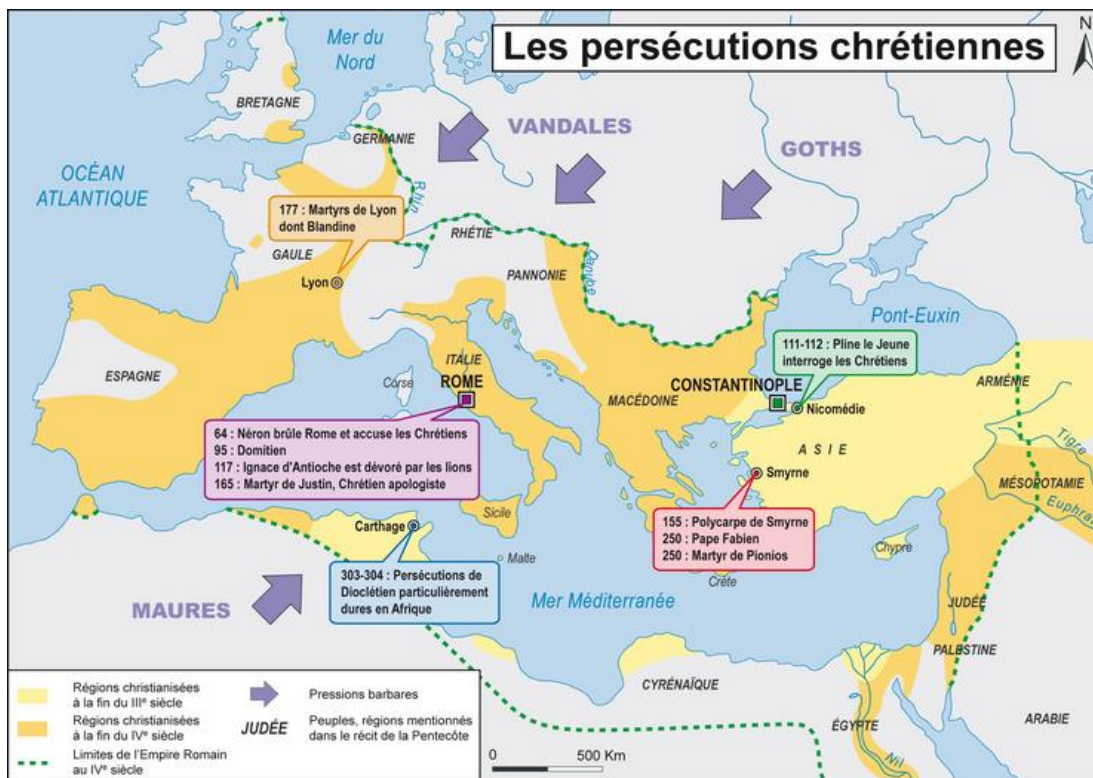 Les persécutions chrétiennes
N
Mer du
Nord
BRETAGNE
VANDALES
GOTHS
GERMANIE
OCÉAN
ATLANTIQUE
Rhin
177 : Martyrs de Lyon
dont Blandine
RHÉTIE
GAULE
PANNONIE
Lyon
Danube
Pont-Euxin
111-112 : Pline le Jeune
interroge les Chrétiens
ITALIE
ESPAGNE
Corse
ROME
CONSTANTINOPLE
ARMÉNIE
MACÉDOINE
Nicomédie
64 : Néron brûle Rome et accuse les Chrétiens
95 : Domitien
117 : Ignace d'Antioche est dévoré par les lions
165 : Martyr de Justin, Chrétien apologiste
ASIE
Tigre
Smyrne
MÉSOPOTAMIE
Euphrate
Sicile
Carthage
155 : Polycarpe de Smyrne
250 : Pape Fabien
250 : Martyr de Pionios
Malte
Chypre
Crète
303-304 : Persécutions de
Dioclétien particulièrement
dures en Afrique
MAURES
Mer Méditerranée
JUDÉE
PALESTINE
CYRÉNAÏQUE
ÉGYPTE
ARABIE
Nil
Régions christianisées
à la fin du IIIe siècle
Régions christianisées
à la fin du IVe siècle
Limites de l'Empire Romain
au IVe siècle
Pressions barbares
JUDÉE
Peuples, régions mentionnés
dans le récit de la Pentecôte
0 500 Km